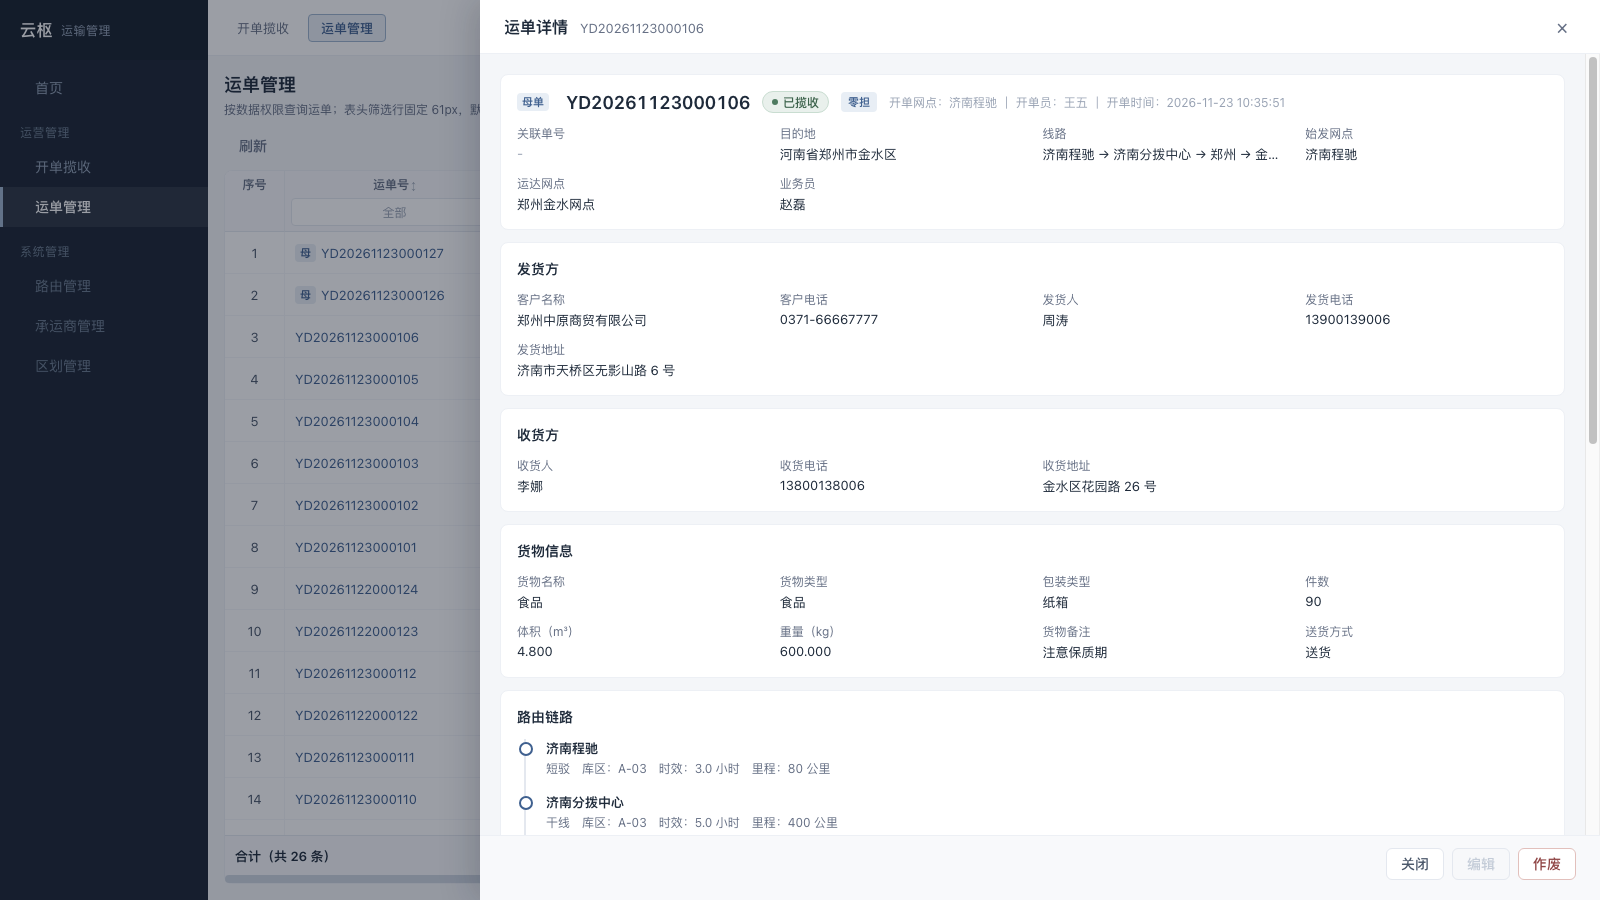 云枢 运输管理
首页
运营管理
开单揽收
运单管理
系统管理
路由管理
承运商管理
区划管理
开单揽收 运单管理
运单管理
按数据权限查询运单；表头筛选行固定 61px，默
刷新
序号 运单号
全部
1 母 YD20261123000127
2 母 YD20261123000126
3 YD20261123000106
4 YD20261123000105
5 YD20261123000104
6 YD20261123000103
7 YD20261123000102
8 YD20261123000101
9 YD20261122000124
10 YD20261122000123
11 YD20261122000112
12 YD20261122000122
13 YD20261123000111
14 YD20261123000110
合计（共 26 条）
运单详情 YD20261123000106 ×
母单 YD20261123000106 已揽收 零担 开单网点：济南程驰 | 开单员：王五 | 开单时间：2026-11-23 10:35:51
关联单号 目的地 线路 始发网点
- 河南省郑州市金水区 济南程驰 → 济南分拨中心 → 郑州 → 金... 济南程驰
运达网点 业务员
郑州金水网点 赵磊
发货方
客户名称 客户电话 发货人 发货电话
郑州中原商贸有限公司 0371-66667777 周涛 13900139006
发货地址
济南市天桥区无影山路 6 号
收货方
收货人 收货电话 收货地址
李娜 13800138006 金水区花园路 26 号
货物信息
货物名称 货物类型 包装类型 件数
食品 食品 纸箱 90
体积（m³） 重量（kg） 货物备注 送货方式
4.800 600.000 注意保质期 送货
路由链路
济南程驰
短驳 库区：A-03 时效：3.0 小时 里程：80 公里
济南分拨中心
干线 库区：A-03 时效：5.0 小时 里程：400 公里
关闭 编辑 作废